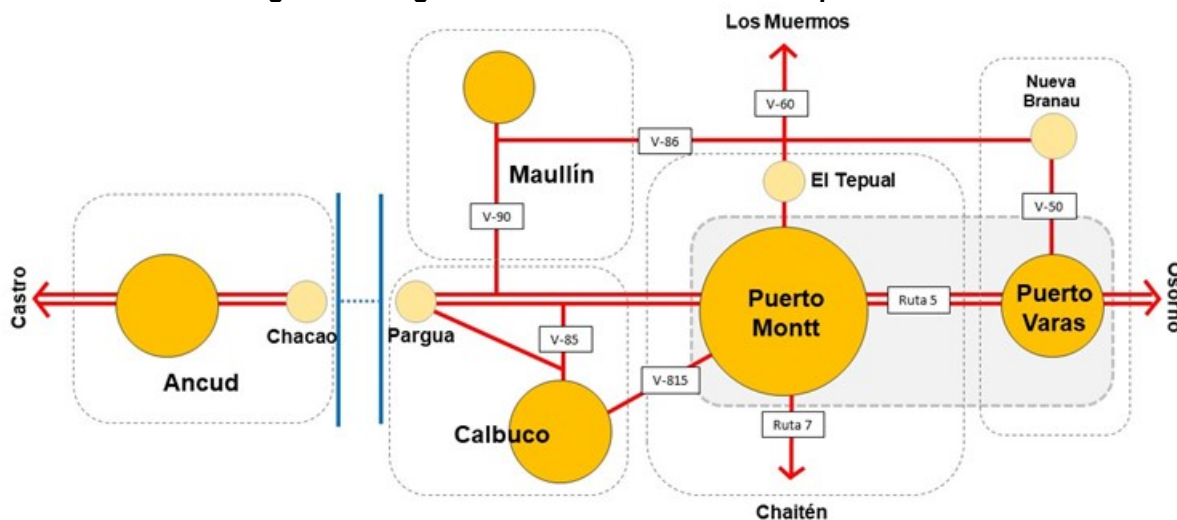 Los Muermos
Nueva
Branau
V-60
V-86
Maullín
El Tepual
V-90
V-50
Castro
Osorno
Puerto
Montt
Ruta 5
Puerto
Varas
Chacao
Pargua
V-85
Ancud
V-815
Calbuco
Ruta 7
Chaitén